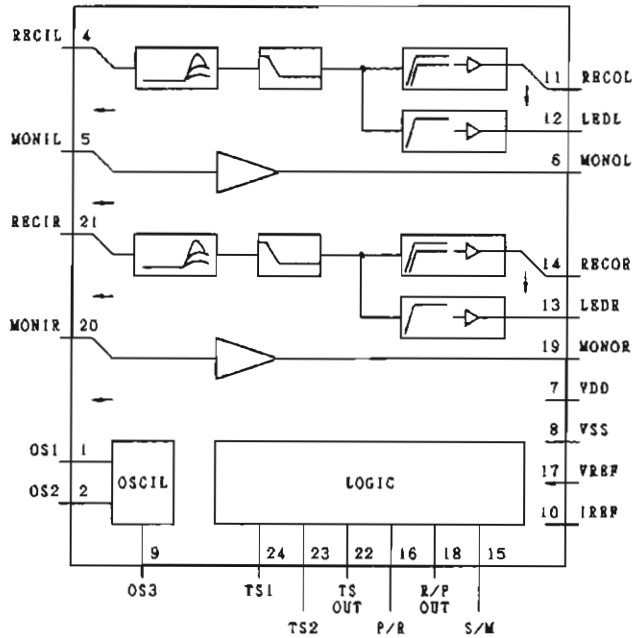 RECIL 4
11 RECOL
12 LEDL
MONIL 5
6 MONOL
RECIR 21
14 RECOR
13 LEDR
MONIR 20
19 MONOR
7 VDD
8 VSS
OS1 1
OSCIL
LOGIC
17 VREF
OS2 2
10 IREF
9 24 23 22 16 18 15
OS3 TS1 TS R/P
OUT OUT
TS2 P/R S/M